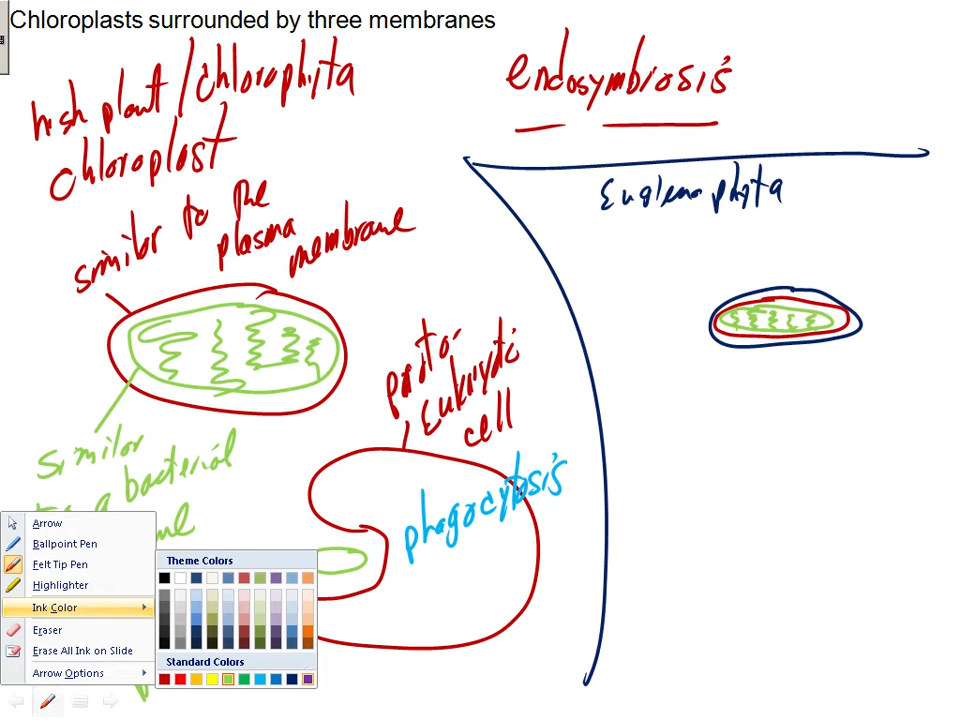 Chloroplasts surrounded by three membranes
plant/chlorophyta
chloroplast
similar to the
plasma
membrane
endosymbiosis
Euglenophyta
proto-
cell
phagocytosis
similar
bacterial
Arrow
Ballpoint Pen
Felt Tip Pen
Highlighter
Ink Color
Eraser
Erase All Ink on Slide
Arrow Options
Theme Colors
Standard Colors